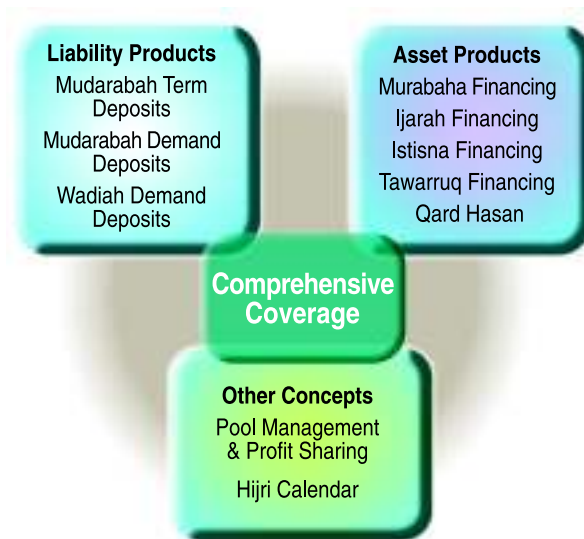 Liability Products
Mudarabah Term
Deposits
Mudarabah Demand
Deposits
Wadiah Demand
Deposits
Asset Products
Murabaha Financing
Ijarah Financing
Istisna Financing
Tawarruq Financing
Qard Hasan
Comprehensive
Coverage
Other Concepts
Pool Management
& Profit Sharing
Hijri Calendar